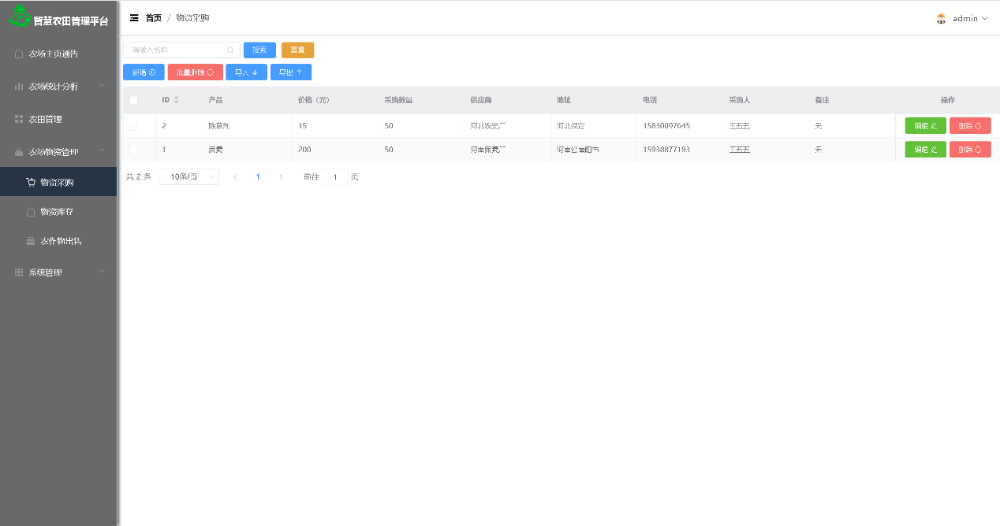 智慧农田管理平台
首页 / 物资采购
admin
农场主页通告
农场统计分析
农田管理
农场物资管理
物资采购
物资库存
农作物出售
系统管理
请输入名称 搜索 重置
新增 批量删除 导入 导出
ID 产品 价格（元） 采购数量 供应商 地址 电话 采购人 备注 操作
2 除草剂 15 50 河北农资厂 河北保定 15830097645 王五五 无 编辑 删除
1 尿素 200 50 河南尿素厂 河南省南阳市 15938877193 王五五 无 编辑 删除
共 2 条 10条/页 1 前往 1 页